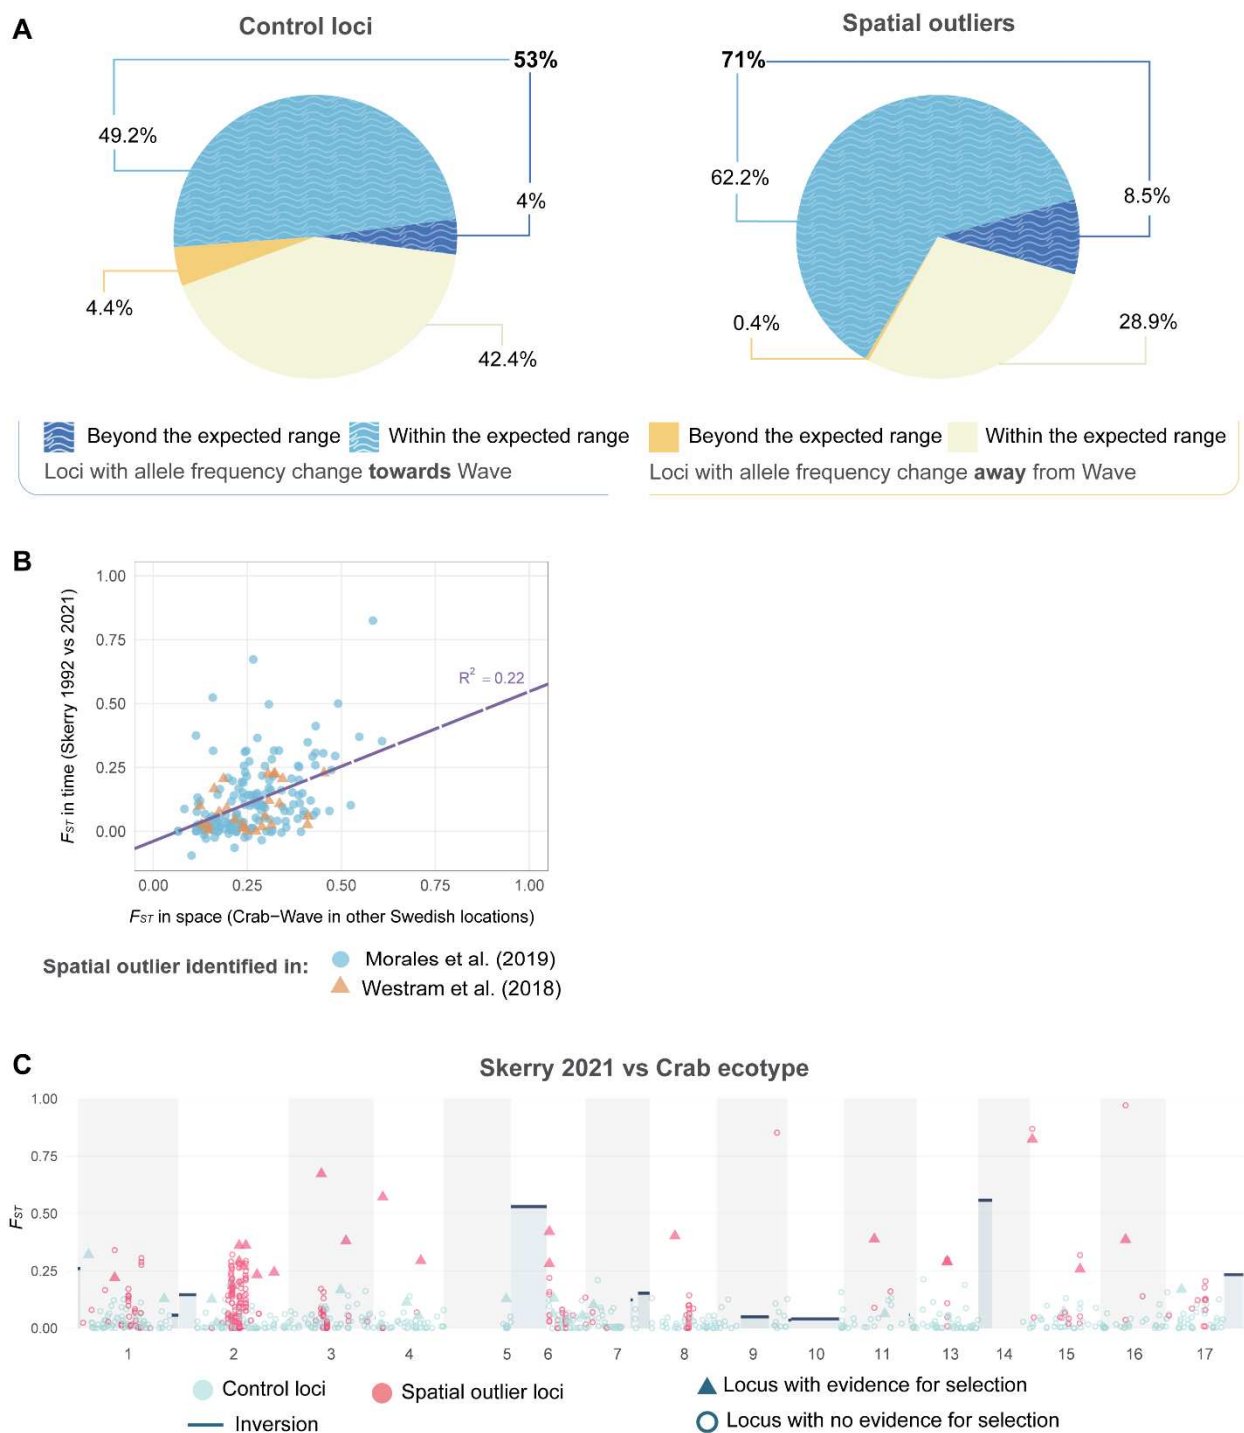 A
Control loci
Spatial outliers
53%
71%
49.2%
4%
4.4%
42.4%
62.2%
8.5%
0.4%
28.9%
Beyond the expected range Within the expected range
Loci with allele frequency change towards Wave
Beyond the expected range Within the expected range
Loci with allele frequency change away from Wave
B
FST in time (Skerry 1992 vs 2021)
1.00
0.75
0.50
0.25
0.00
R² = 0.22
0.00 0.25 0.50 0.75 1.00
FST in space (Crab−Wave in other Swedish locations)
Spatial outlier identified in:
Morales et al. (2019)
Westram et al. (2018)
C
Skerry 2021 vs Crab ecotype
FST
1.00
0.75
0.50
0.25
0.00
1 2 3 4 5 6 7 8 9 10 11 13 14 15 16 17
Control loci
Spatial outlier loci
Locus with evidence for selection
Inversion
Locus with no evidence for selection